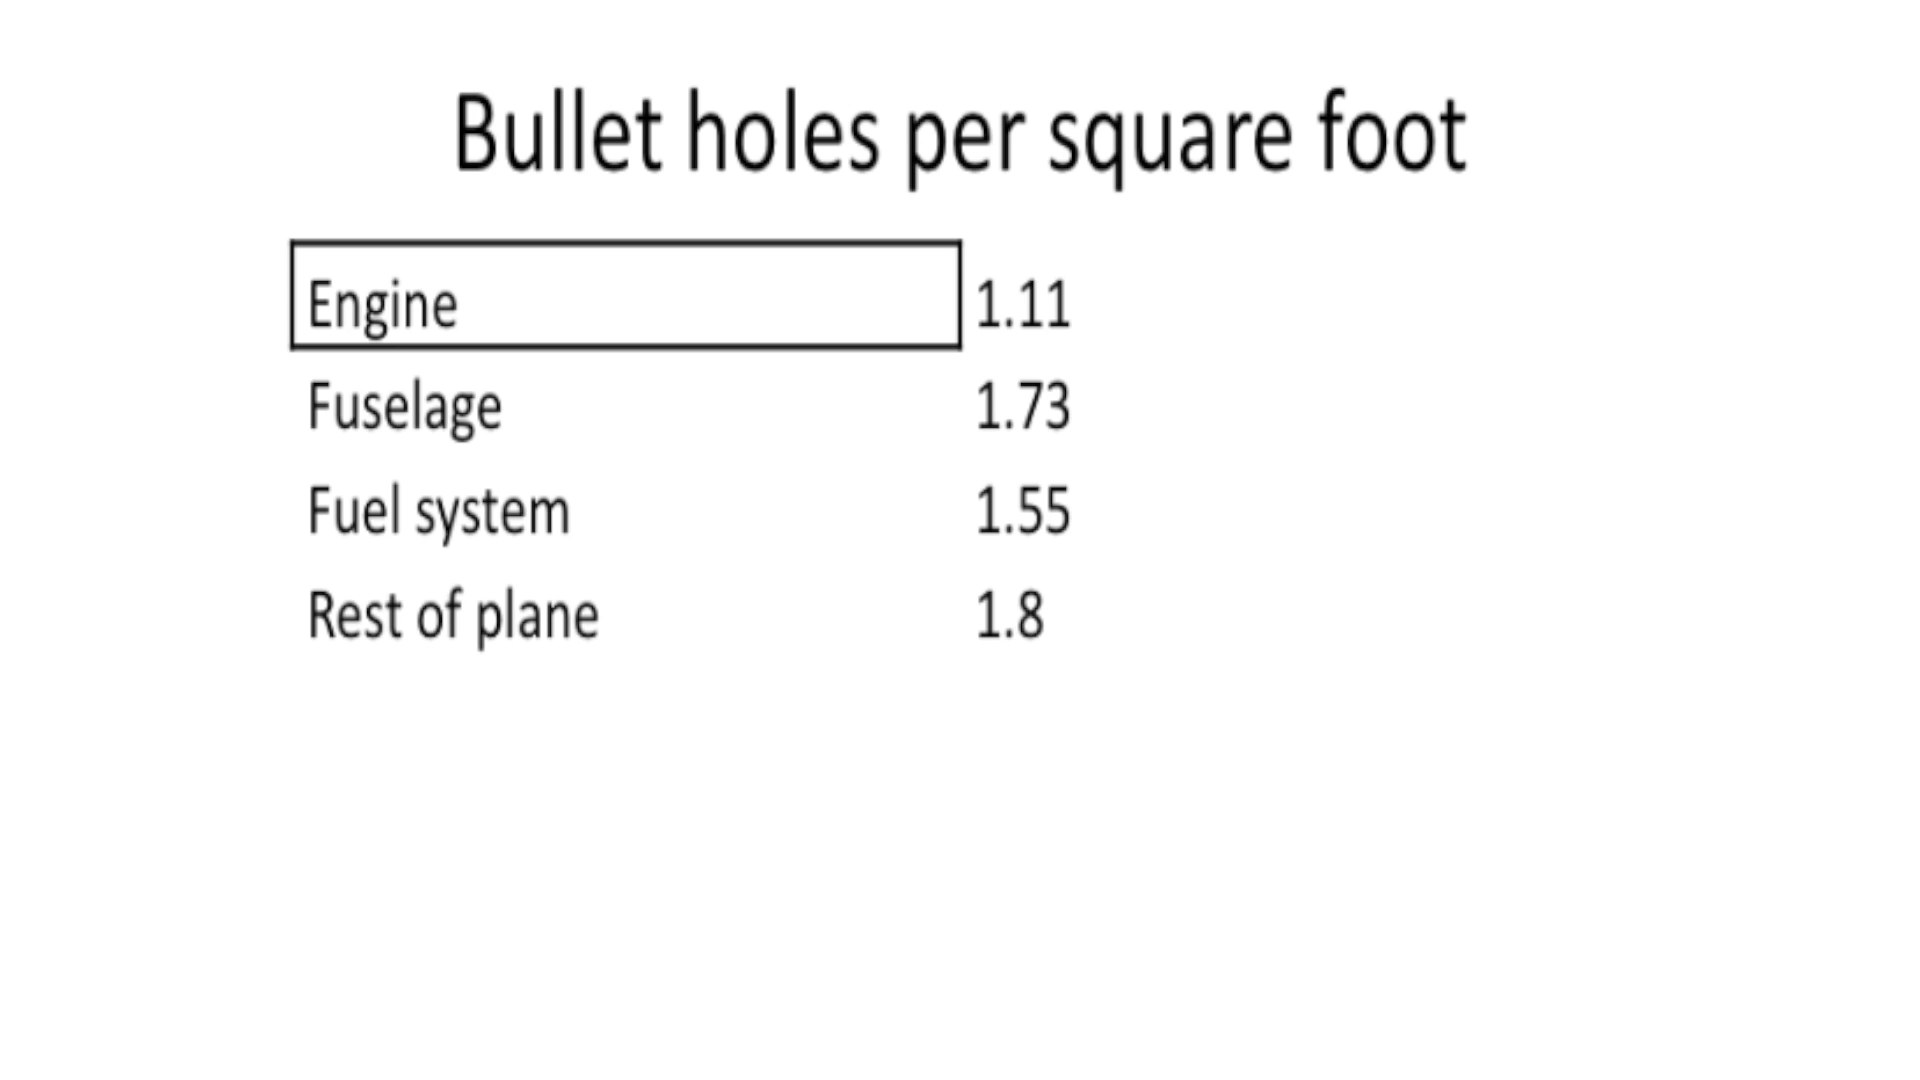 Bullet holes per square foot
Engine 1.11
Fuselage 1.73
Fuel system 1.55
Rest of plane 1.8